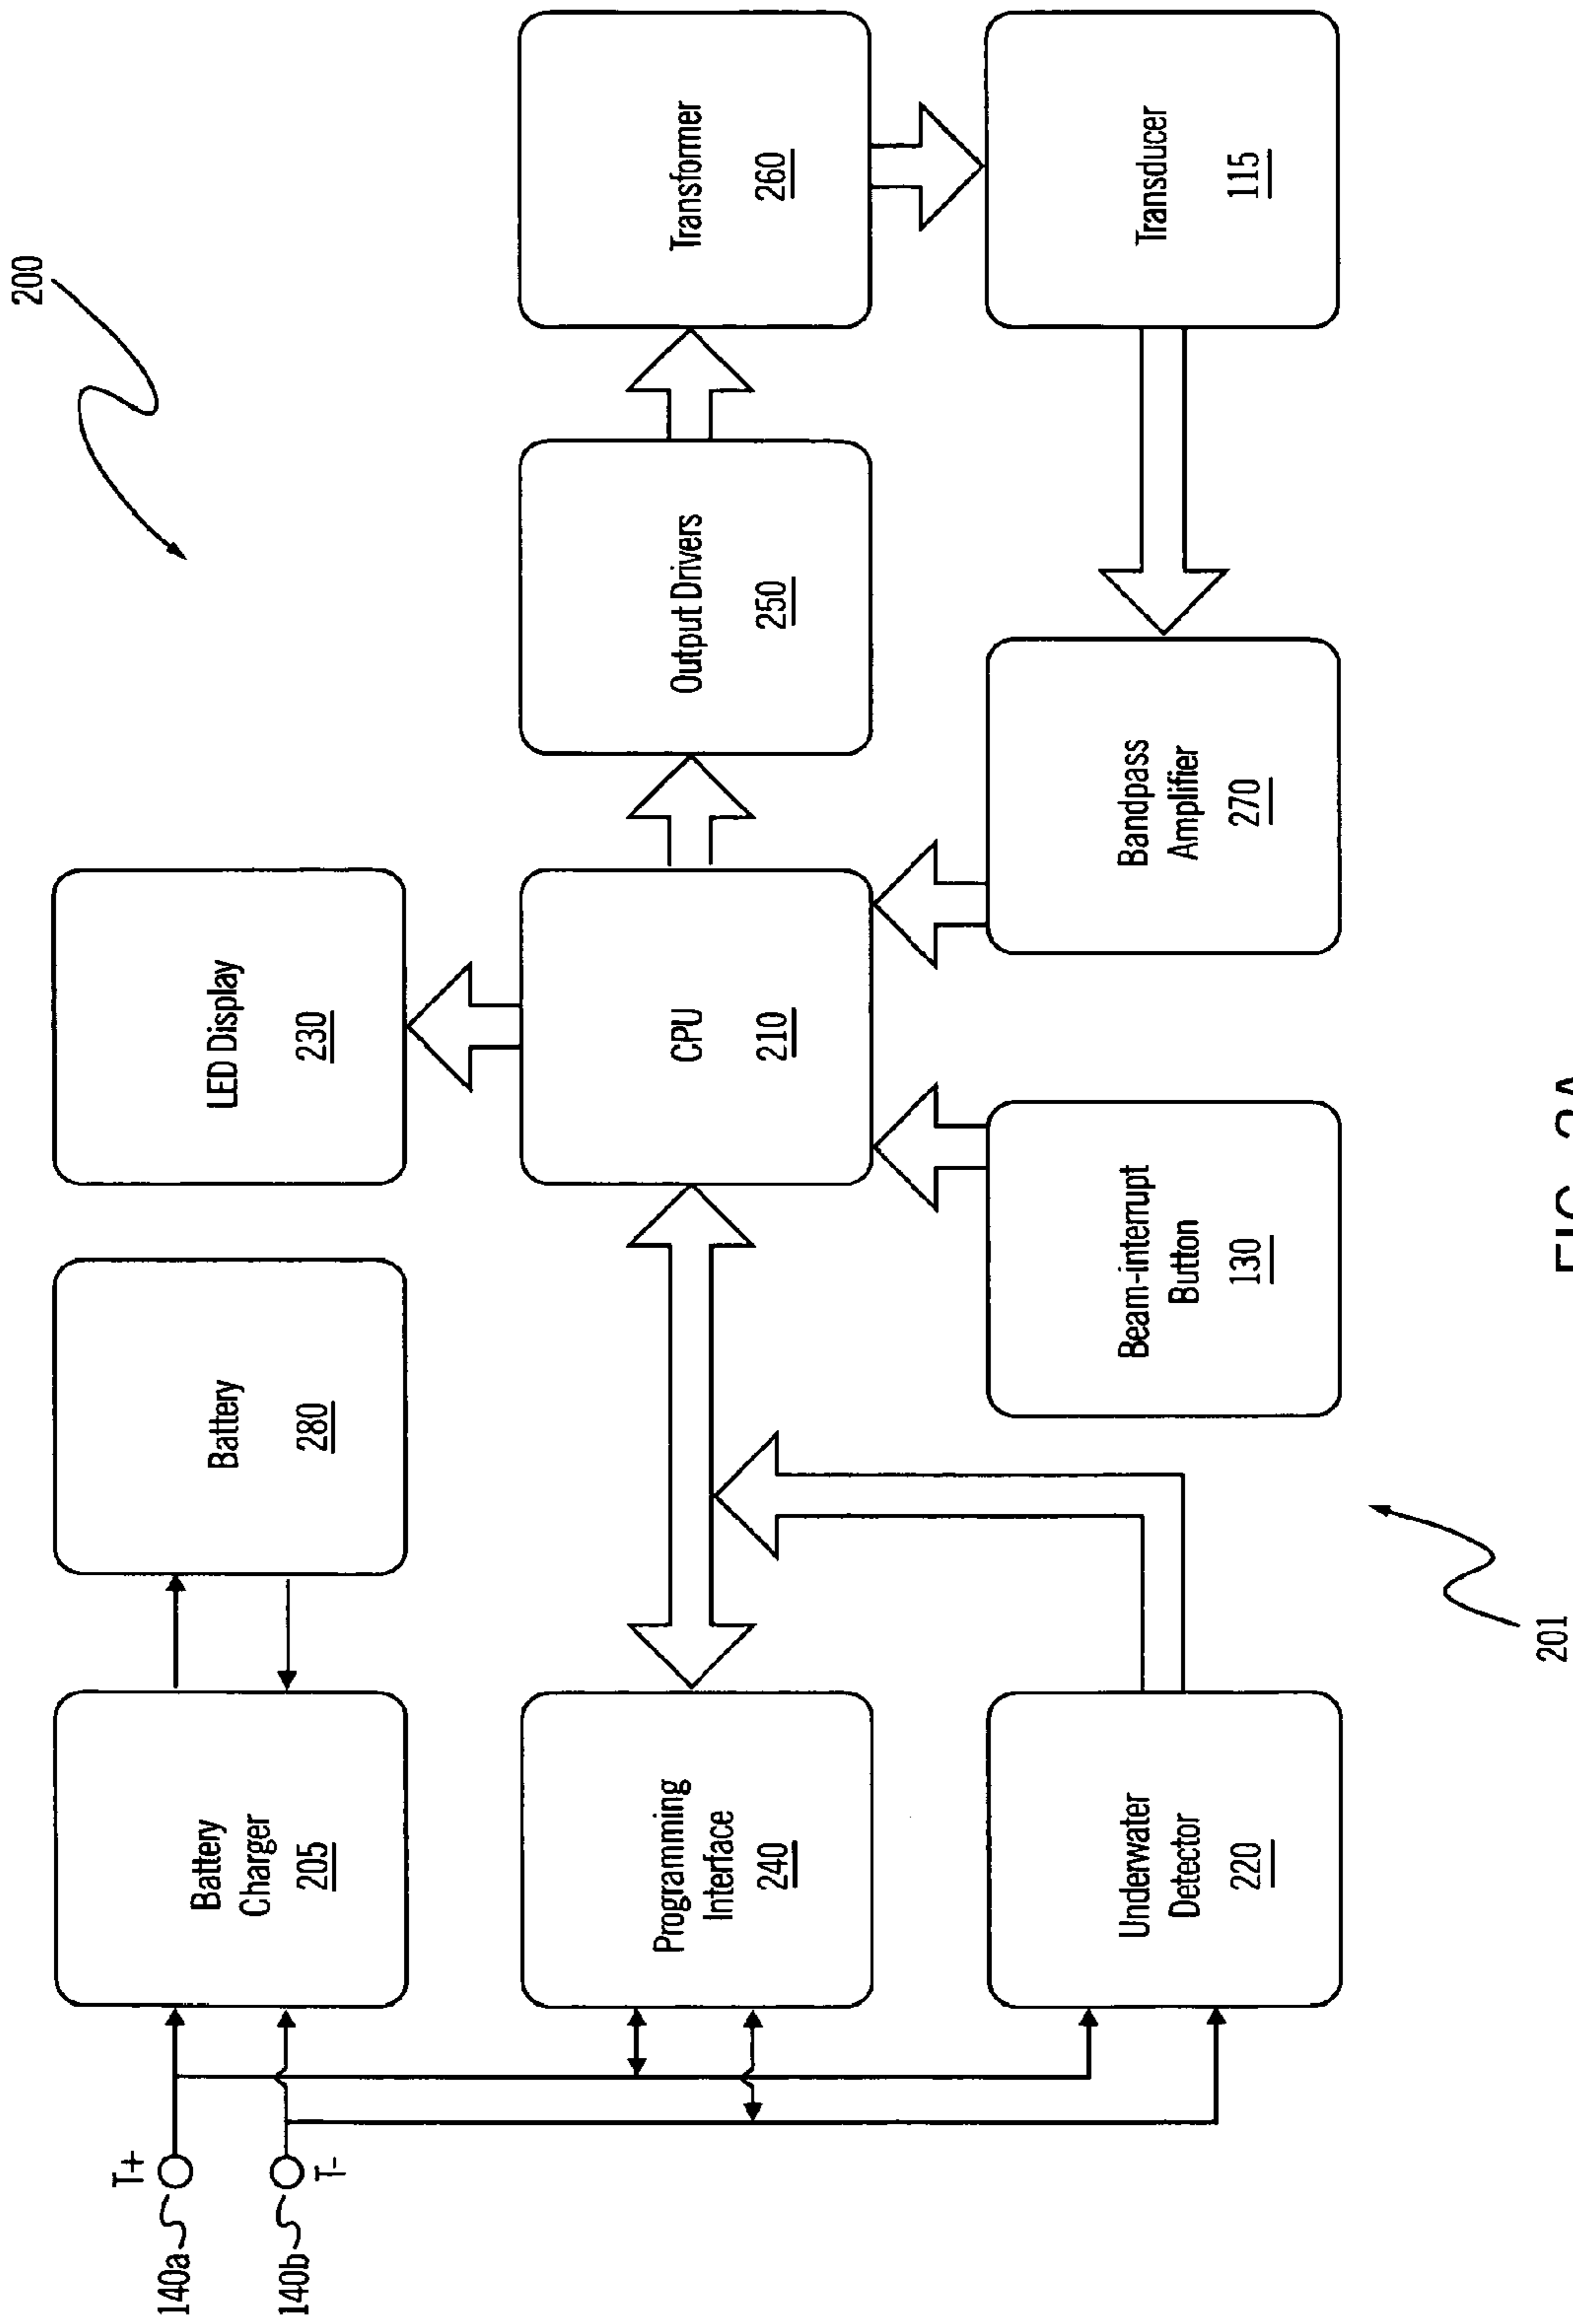 200
T+
140a
140b
T-
Battery
Charger
205
Battery
280
LED Display
230
Programming
Interface
240
CPU
210
Output Drivers
250
Transformer
260
Underwater
Detector
220
Beam-interrupt
Button
130
Bandpass
Amplifier
270
Transducer
115
201